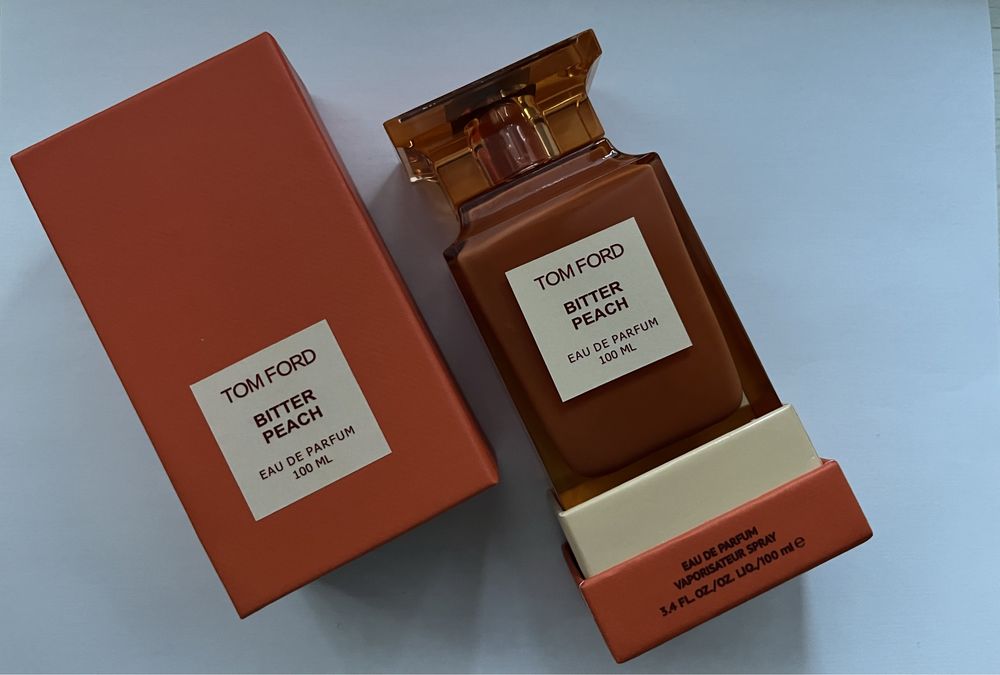 TOM FORD
BITTER
PEACH
EAU DE PARFUM
100 ML
TOM FORD
BITTER
PEACH
EAU DE PARFUM
100 ML
EAU DE PARFUM
VAPORISATEUR SPRAY
3.4 FL. OZ./OZ. LIQ./100 ml ℮